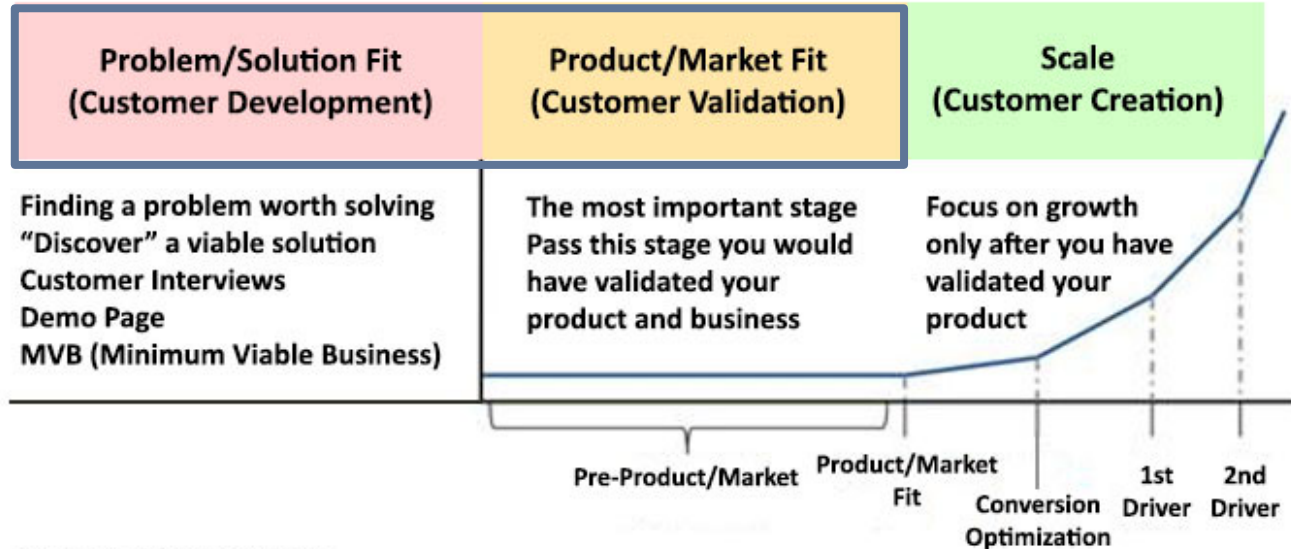 Problem/Solution Fit
(Customer Development)
Product/Market Fit
(Customer Validation)
Scale
(Customer Creation)
Finding a problem worth solving
“Discover” a viable solution
Customer Interviews
Demo Page
MVB (Minimum Viable Business)
The most important stage
Pass this stage you would
have validated your
product and business
Focus on growth
only after you have
validated your
product
Pre-Product/Market
Product/Market
Fit
Conversion
Optimization
1st
Driver
2nd
Driver